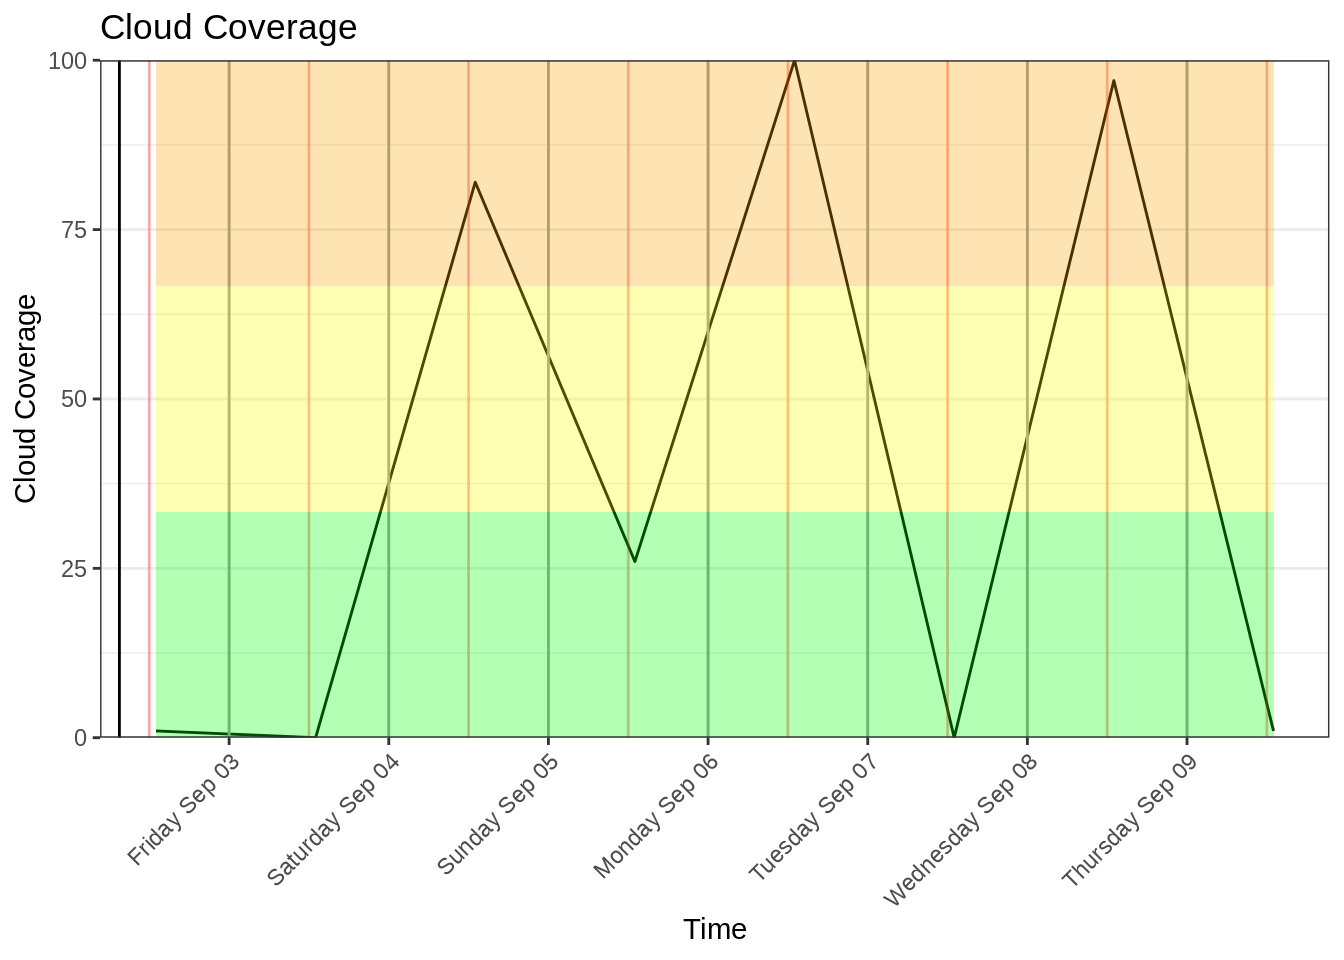 Cloud Coverage
100
75
50
25
0
Cloud Coverage
Friday Sep 03
Saturday Sep 04
Sunday Sep 05
Monday Sep 06
Tuesday Sep 07
Wednesday Sep 08
Thursday Sep 09
Time